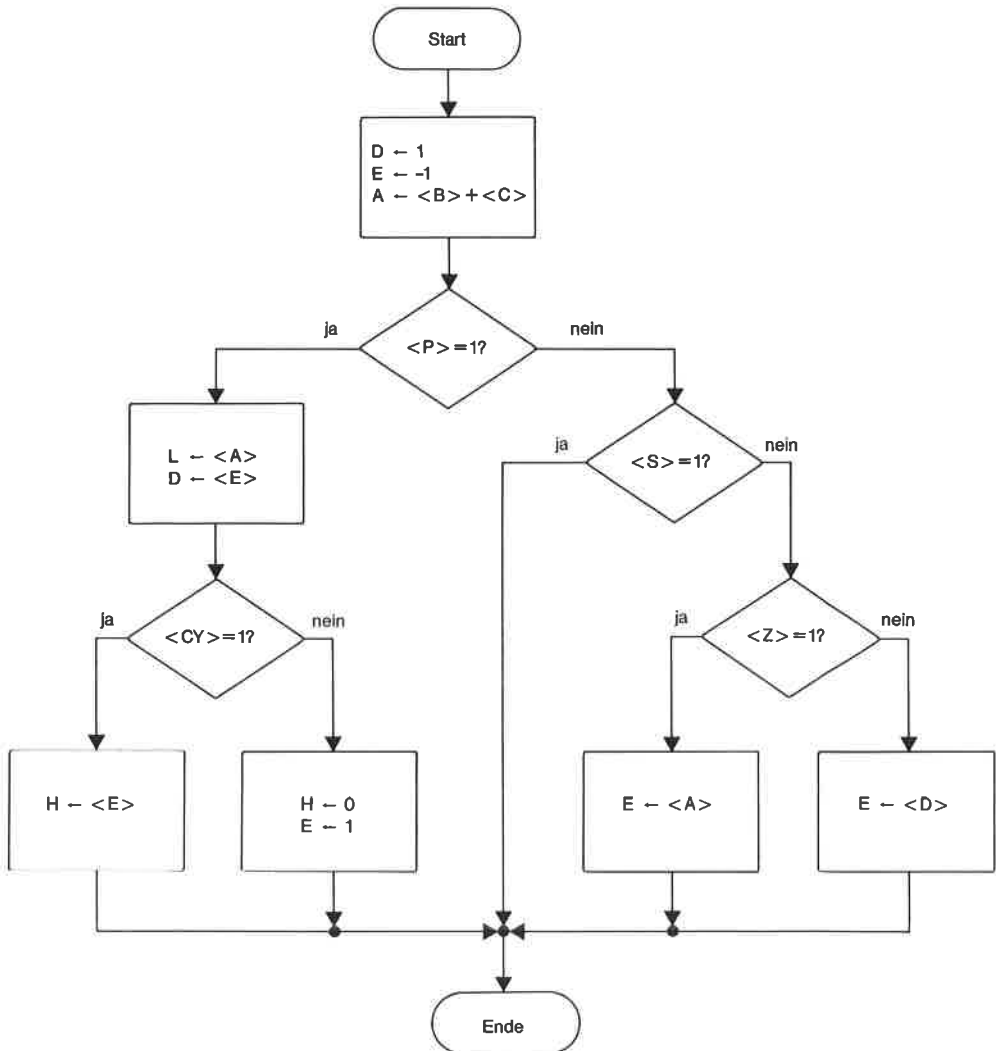 Start
D ← 1
E ← -1
A ← <B> + <C>
<P>=1?
ja
nein
L ← <A>
D ← <E>
<S>=1?
ja
nein
<CY>=1?
ja
nein
<Z>=1?
ja
nein
H ← <E>
H ← 0
E ← 1
E ← <A>
E ← <D>
Ende